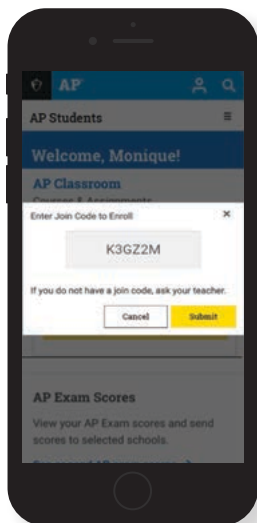 AP
AP Students
Welcome, Monique!
AP Classroom
Courses & Assignments
Enter Join Code to Enroll
K3GZ2M
If you do not have a join code, ask your teacher.
Cancel
Submit
AP Exam Scores
View your AP Exam scores and send
scores to selected schools.